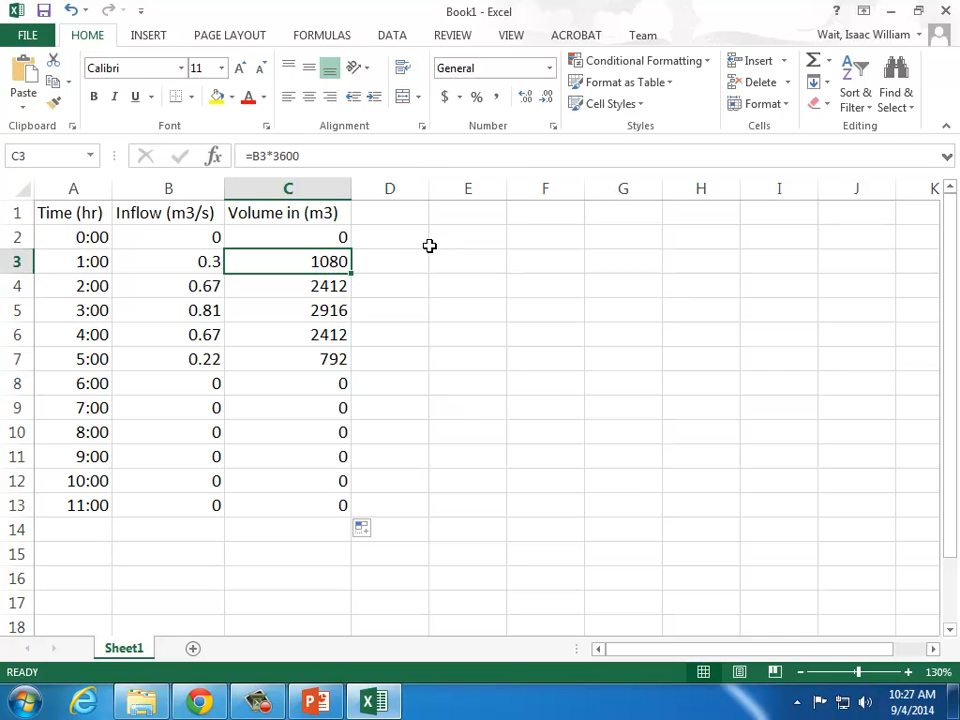 Book1 - Excel
?
FILE HOME INSERT PAGE LAYOUT FORMULAS DATA REVIEW VIEW ACROBAT Team Wait, Isaac William
Paste
Calibri 11
B I U
General
$ % ,
Conditional Formatting
Format as Table
Cell Styles
Insert
Delete
Format
Sort & Filter
Find & Select
Clipboard Font Alignment Number Styles Cells Editing
C3 fx =B3*3600
A B C D E F G H I J K
1 Time (hr) Inflow (m3/s) Volume in (m3)
2 0:00 0 0
3 1:00 0.3 1080
4 2:00 0.67 2412
5 3:00 0.81 2916
6 4:00 0.67 2412
7 5:00 0.22 792
8 6:00 0 0
9 7:00 0 0
10 8:00 0 0
11 9:00 0 0
12 10:00 0 0
13 11:00 0 0
14
15
16
17
18
Sheet1
READY 130%
10:27 AM
9/4/2014